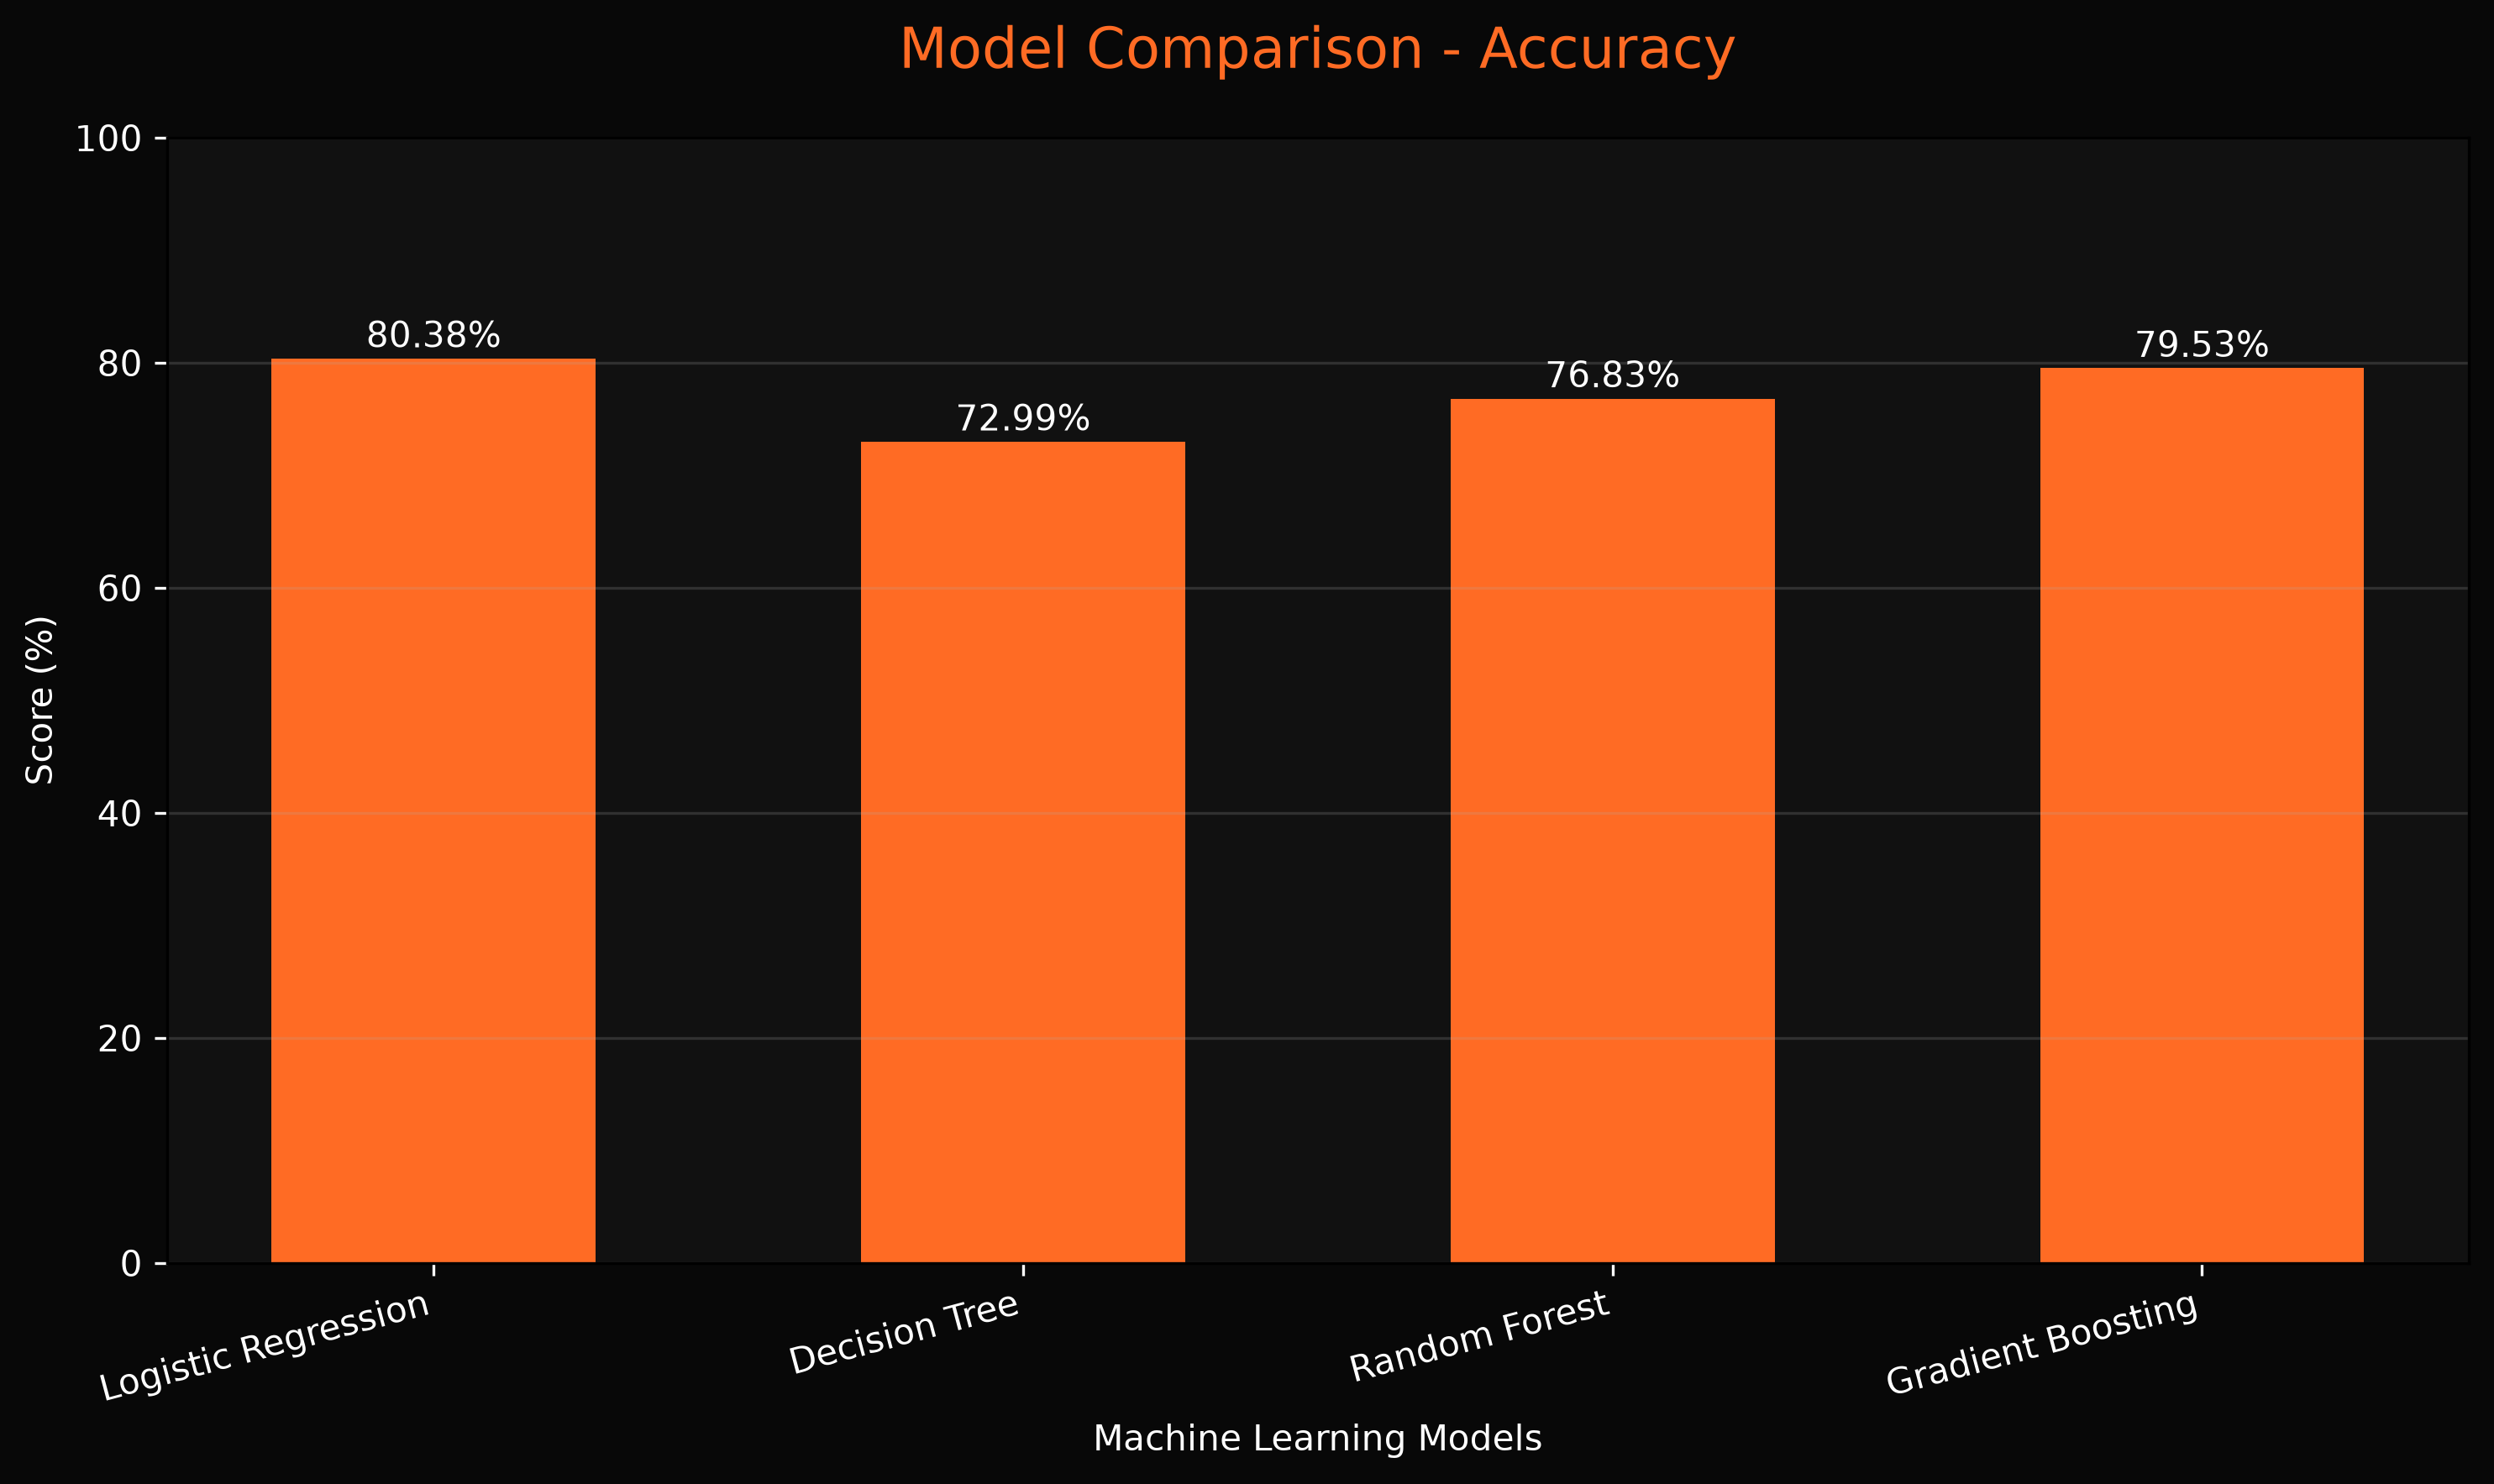 Model Comparison - Accuracy
100
80
60
40
20
0
Score (%)
80.38%
72.99%
76.83%
79.53%
Logistic Regression
Decision Tree
Random Forest
Gradient Boosting
Machine Learning Models